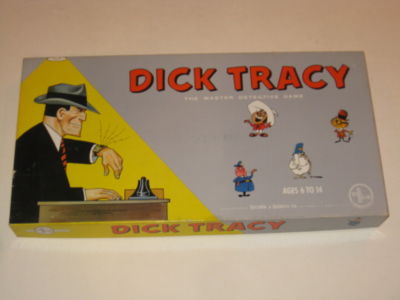 DICK TRACY
THE MASTER DETECTIVE GAME
AGES 6 TO 14
DICK TRACY